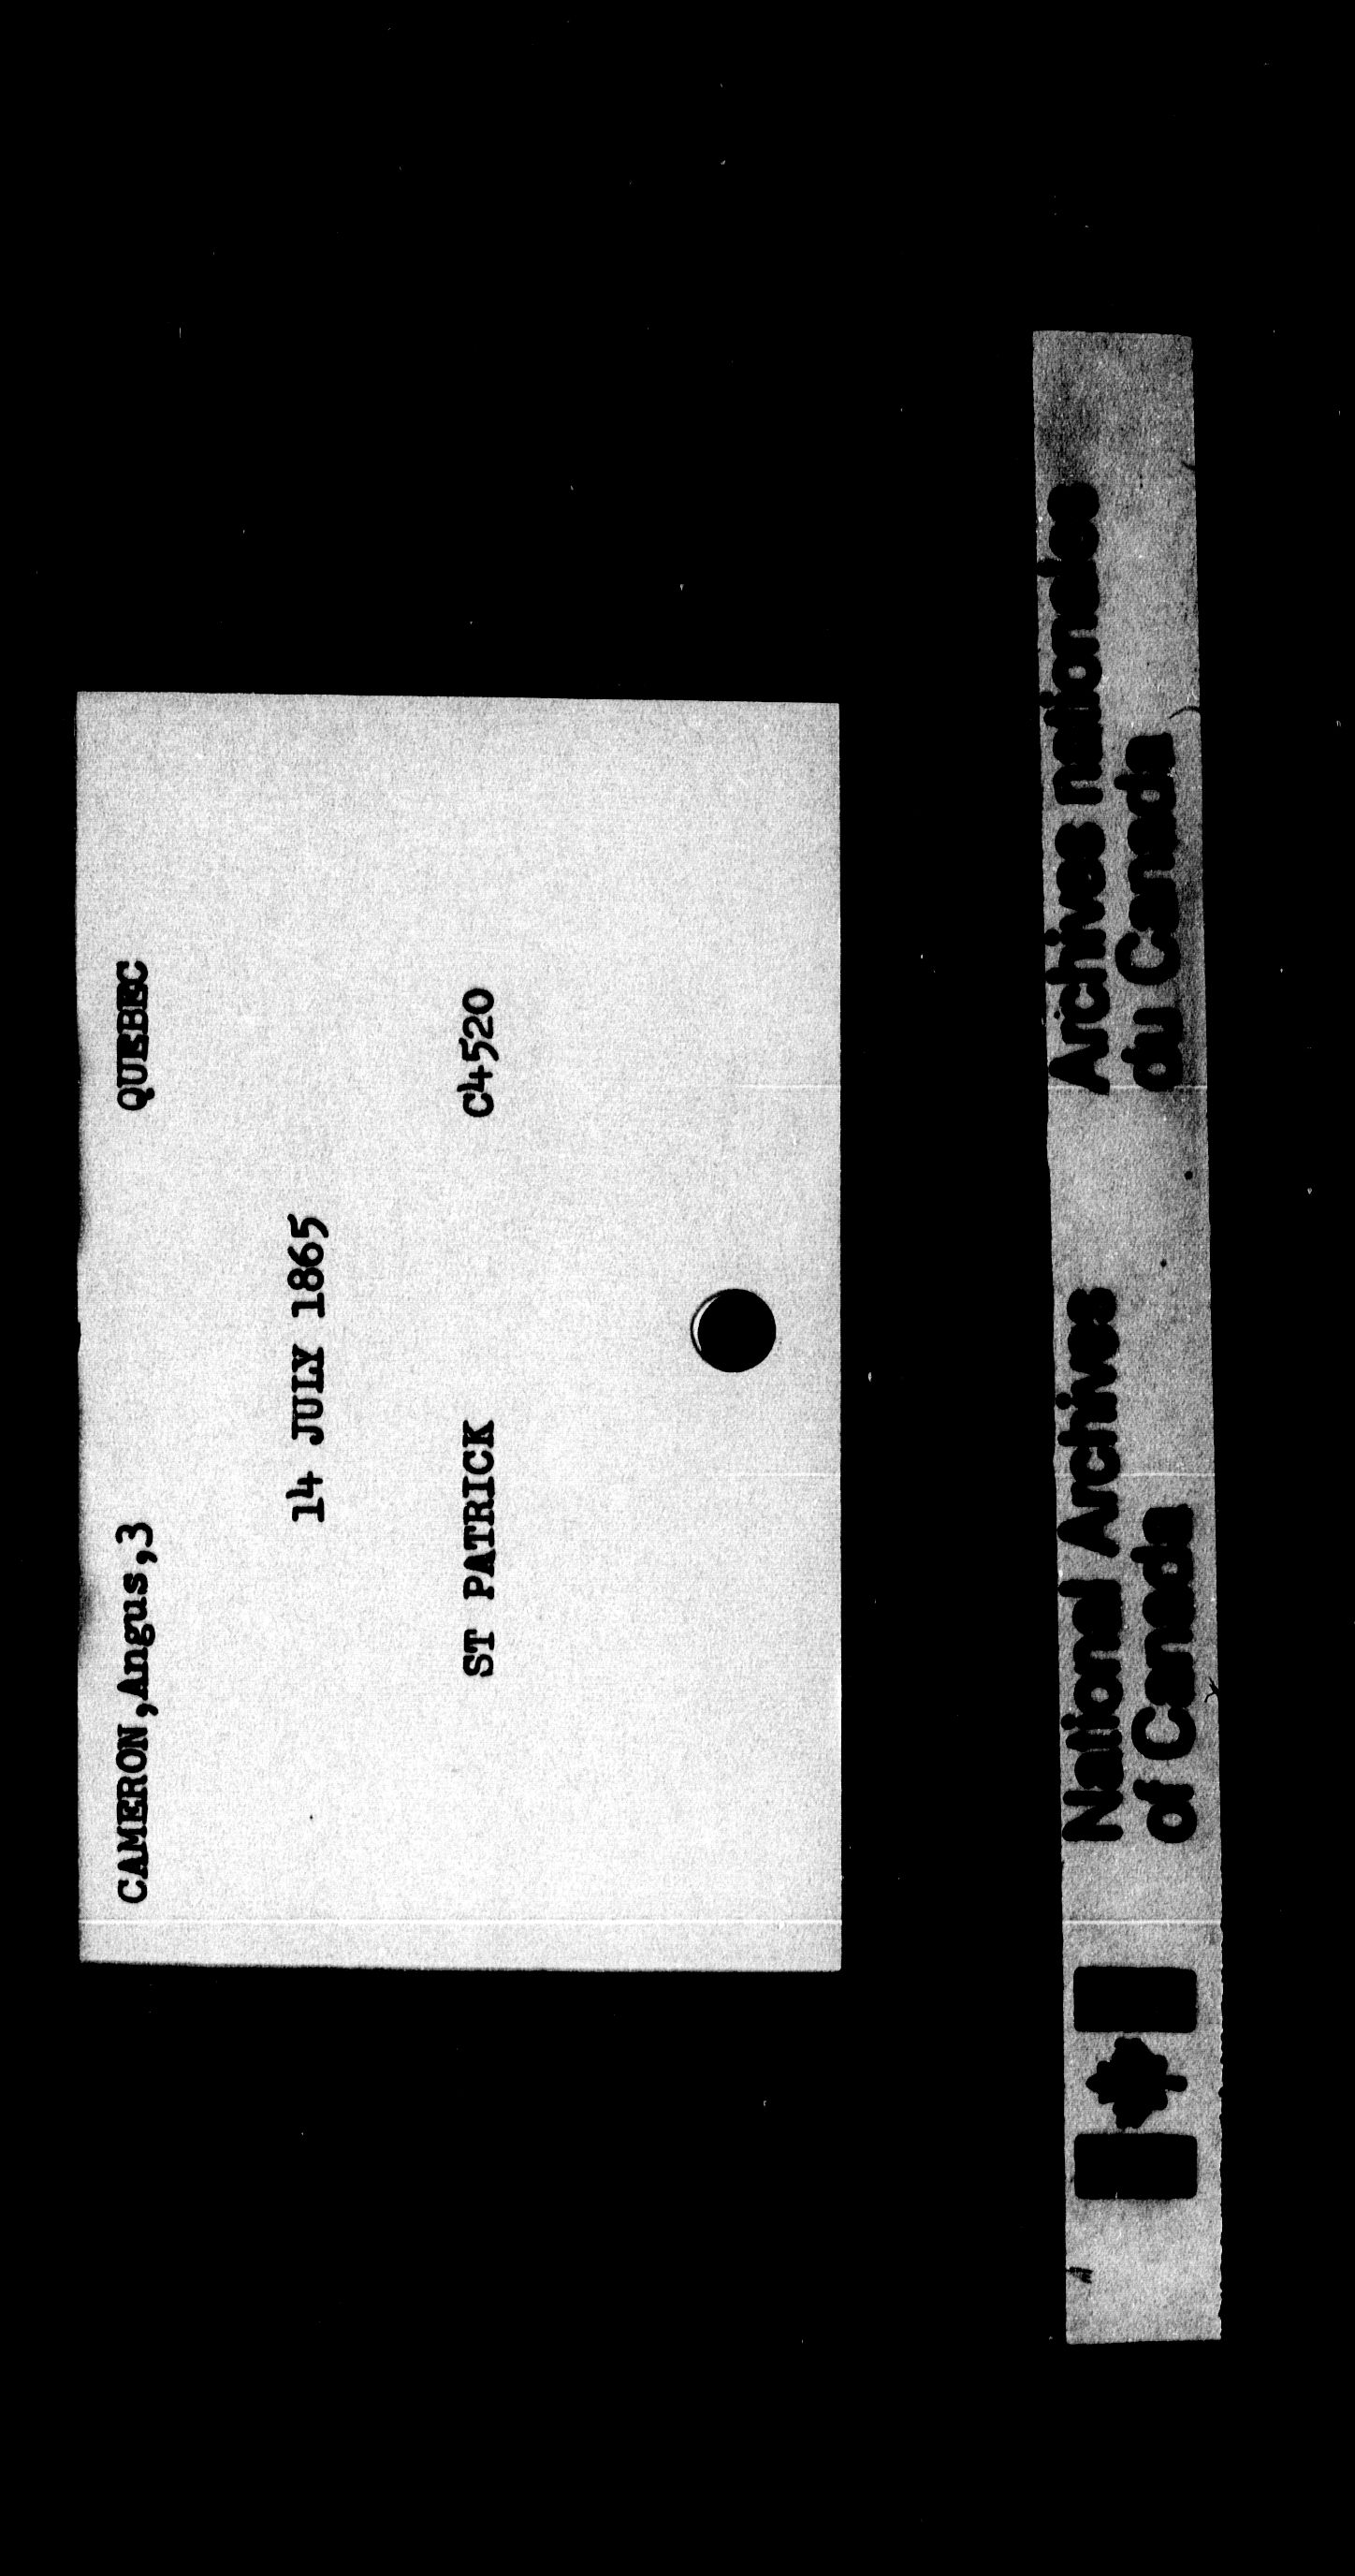 CAMERON,Angus,3 QUEBEC
14 JULY 1865
ST PATRICK C4520
National Archives of Canada
Archives nationales du Canada